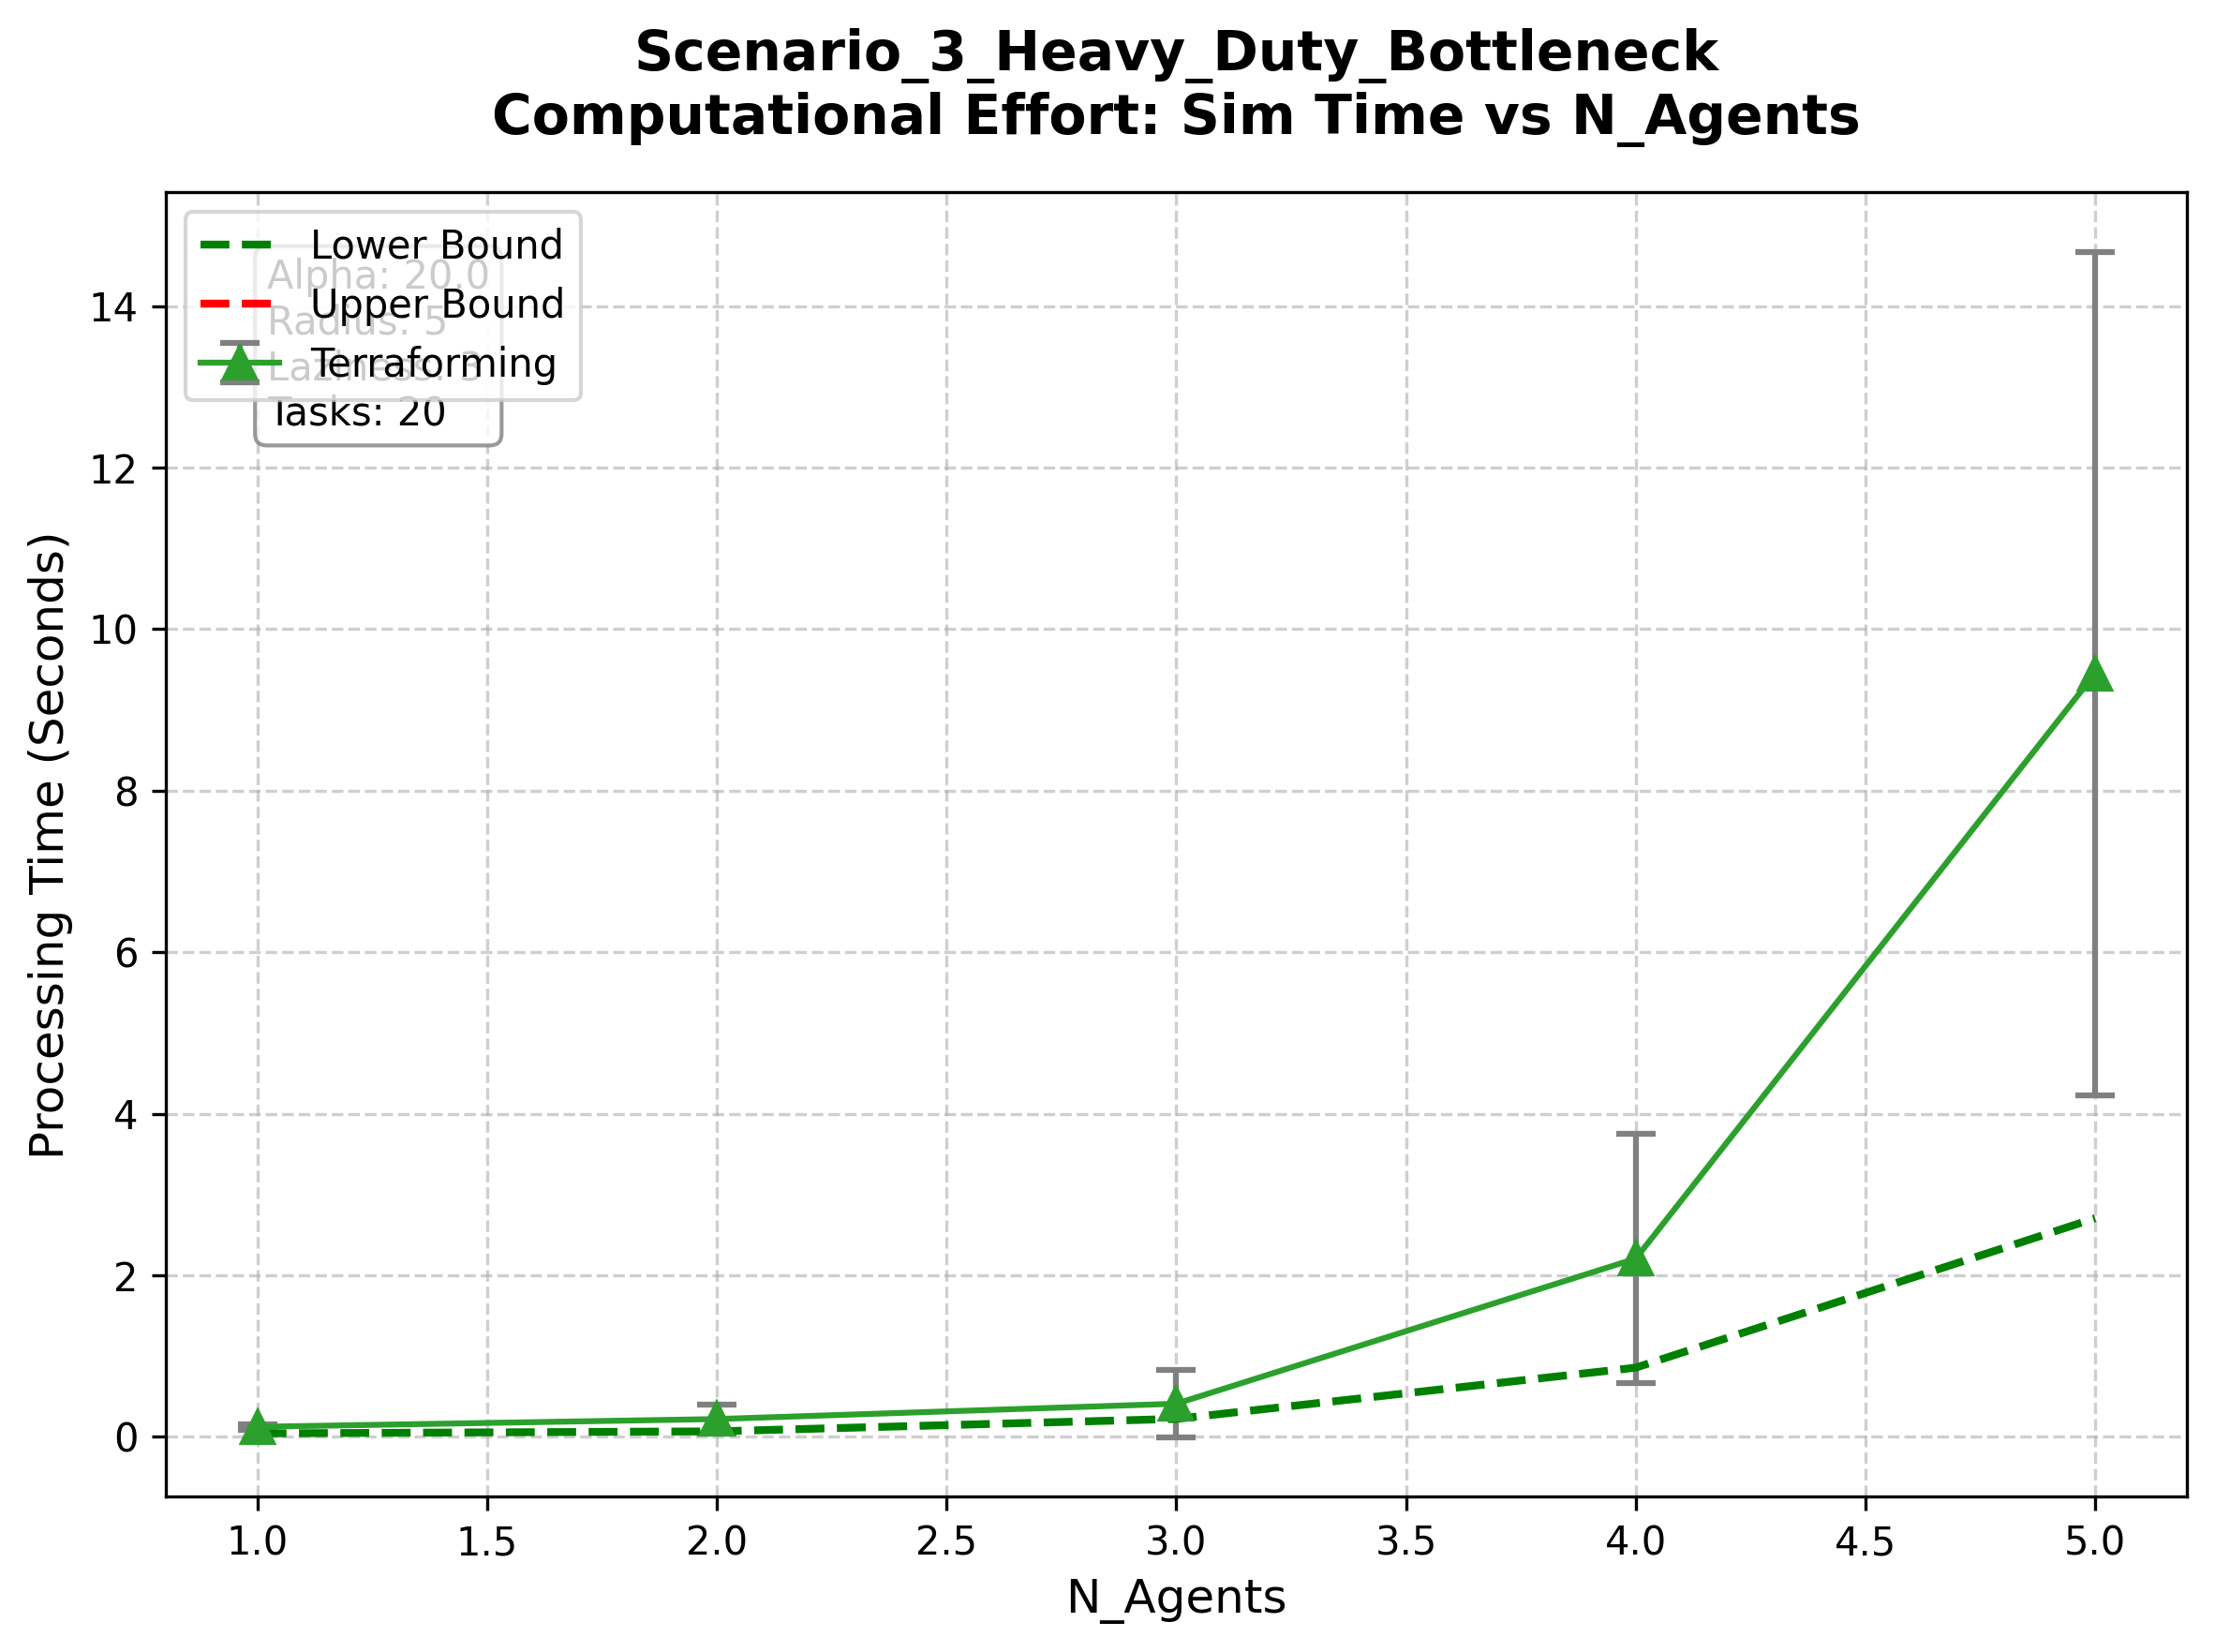 Scenario_3_Heavy_Duty_Bottleneck
Computational Effort: Sim Time vs N_Agents
Lower Bound
Upper Bound
Terraforming
Alpha: 20.0
Radius: 5
Laziness: 3
Tasks: 20
Processing Time (Seconds)
14
12
10
8
6
4
2
0
1.0 1.5 2.0 2.5 3.0 3.5 4.0 4.5 5.0
N_Agents